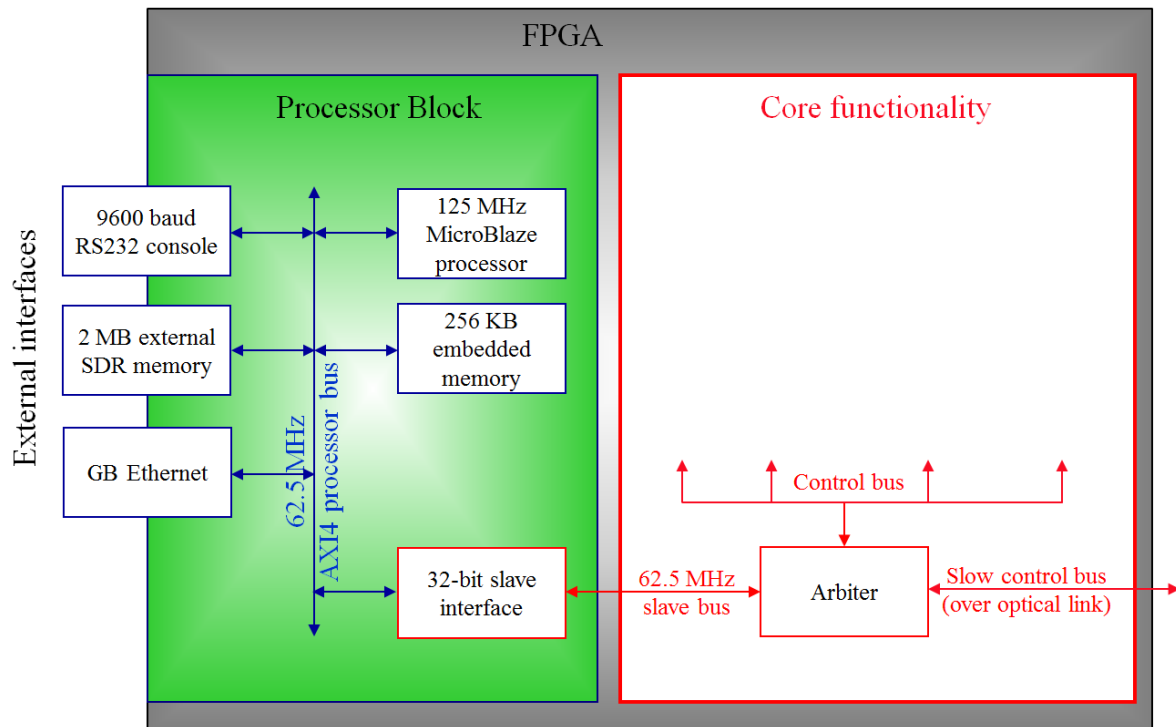 FPGA
Processor Block
Core functionality
External interfaces
9600 baud
RS232 console
125 MHz
MicroBlaze
processor
2 MB external
SDR memory
256 KB
embedded
memory
GB Ethernet
62.5 MHz
AXI4 processor bus
32-bit slave
interface
Control bus
62.5 MHz
slave bus
Arbiter
Slow control bus
(over optical link)